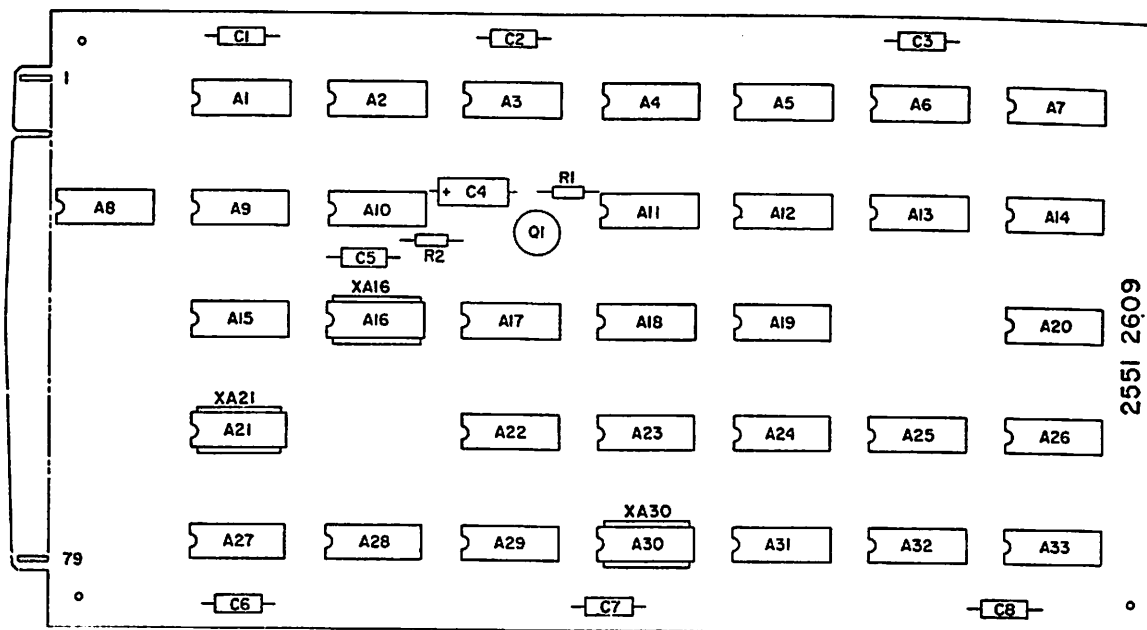 C1 C2 C3
1
A1 A2 A3 A4 A5 A6 A7
R1
+ C4
A8 A9 A10 A11 A12 A13 A14
Q1
R2
C5
XA16
A15 A16 A17 A18 A19 A20
2551 2609
XA21
A21 A22 A23 A24 A25 A26
XA30
A27 A28 A29 A30 A31 A32 A33
79
C6 C7 C8